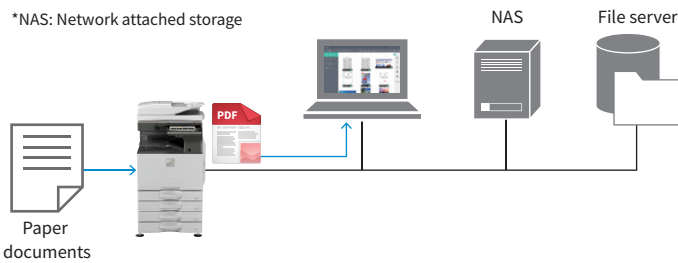 *NAS: Network attached storage
NAS
File server
PDF
Paper
documents